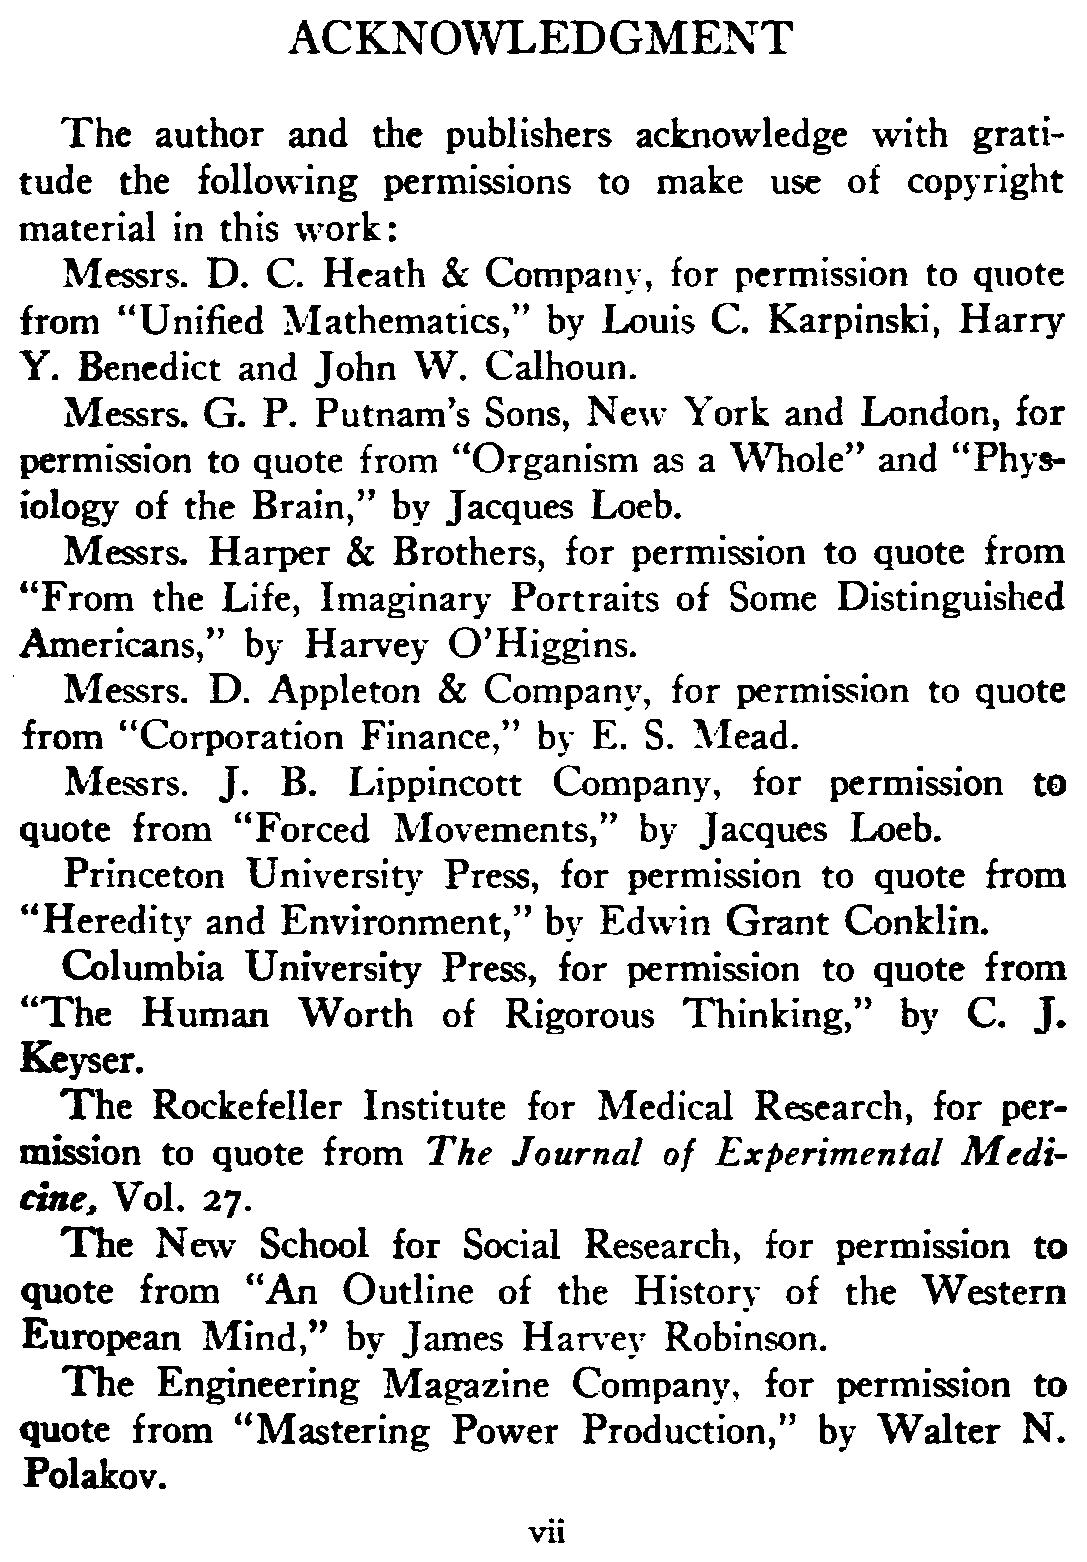 ACKNOWLEDGMENT
The author and the publishers acknowledge with grati-
tude the following permissions to make use of copyright
material in this work:
Messrs. D. C. Heath & Company, for permission to quote
from "Unified Mathematics," by Louis C. Karpinski, Harry
Y. Benedict and John W. Calhoun.
Messrs. G. P. Putnam's Sons, New York and London, for
permission to quote from "Organism as a Whole" and "Phys-
iology of the Brain," by Jacques Loeb.
Messrs. Harper & Brothers, for permission to quote from
"From the Life, Imaginary Portraits of Some Distinguished
Americans," by Harvey O'Higgins.
Messrs. D. Appleton & Company, for permission to quote
from "Corporation Finance," by E. S. Mead.
Messrs. J. B. Lippincott Company, for permission to
quote from "Forced Movements," by Jacques Loeb.
Princeton University Press, for permission to quote from
"Heredity and Environment," by Edwin Grant Conklin.
Columbia University Press, for permission to quote from
"The Human Worth of Rigorous Thinking," by C. J.
Keyser.
The Rockefeller Institute for Medical Research, for per-
mission to quote from The Journal of Experimental Medi-
cine, Vol. 27.
The New School for Social Research, for permission to
quote from "An Outline of the History of the Western
European Mind," by James Harvey Robinson.
The Engineering Magazine Company, for permission to
quote from "Mastering Power Production," by Walter N.
Polakov.
vii